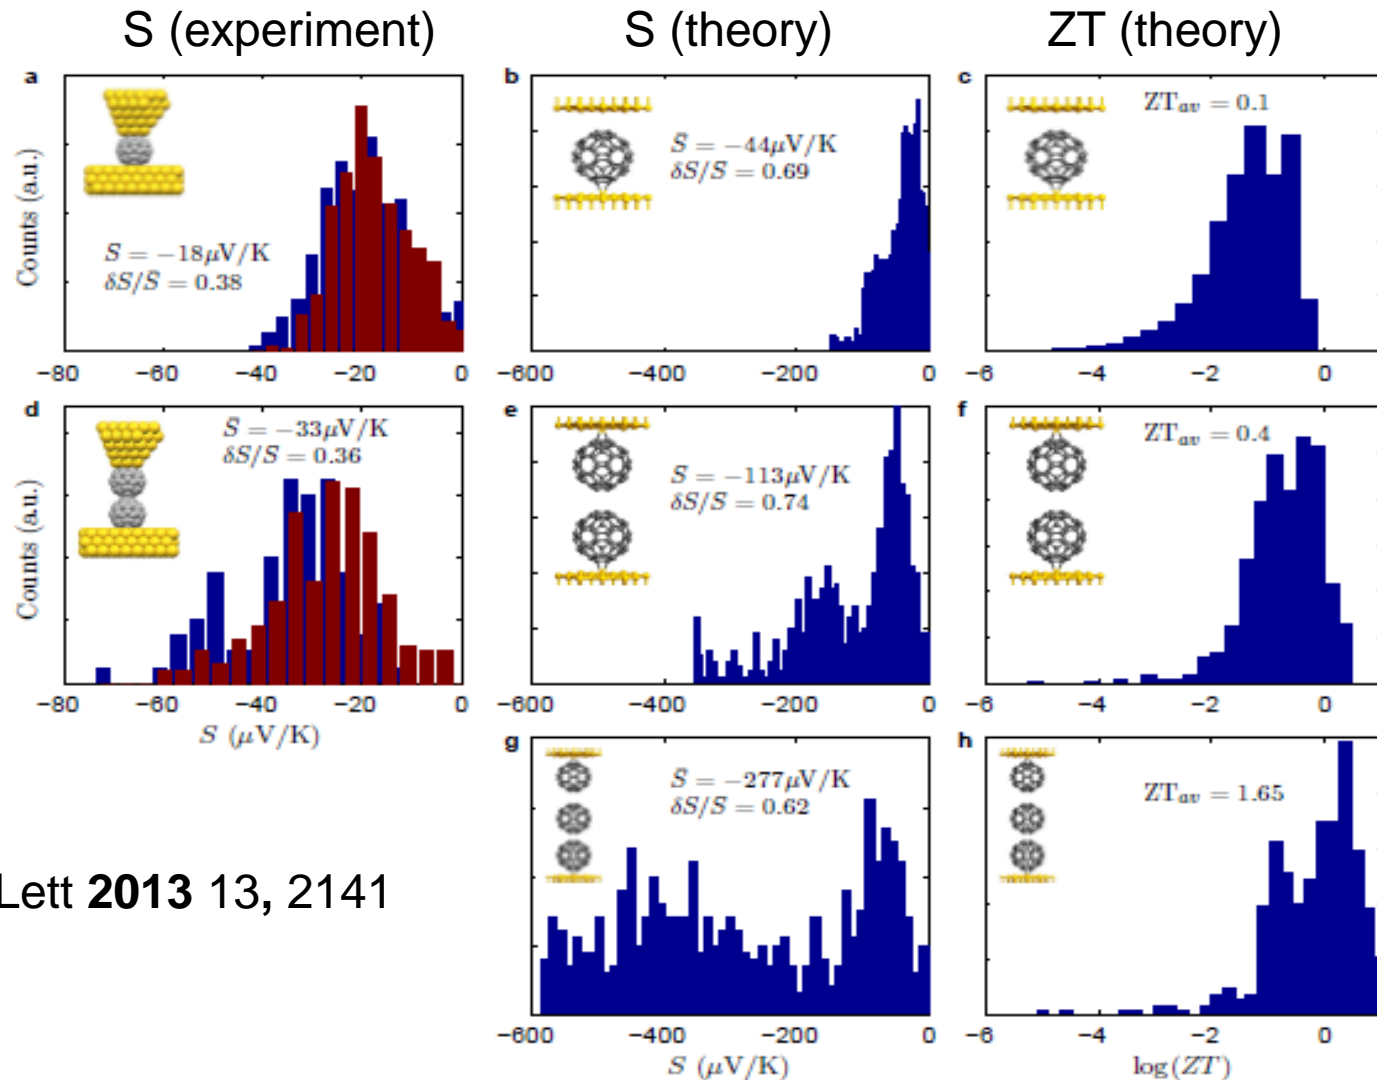 S (experiment)
S (theory)
ZT (theory)
a
Counts (a.u.)
S = −18μV/K
δS/S = 0.38
−80 −60 −40 −20 0
b
S = −44μV/K
δS/S = 0.69
−600 −400 −200 0
c
ZTav = 0.1
−6 −4 −2 0
d
Counts (a.u.)
S = −33μV/K
δS/S = 0.36
−80 −60 −40 −20 0
S (μV/K)
e
S = −113μV/K
δS/S = 0.74
−600 −400 −200 0
f
ZTav = 0.4
−6 −4 −2 0
g
S = −277μV/K
δS/S = 0.62
−600 −400 −200 0
S (μV/K)
h
ZTav = 1.65
−6 −4 −2 0
log(ZT)
Lett 2013 13, 2141